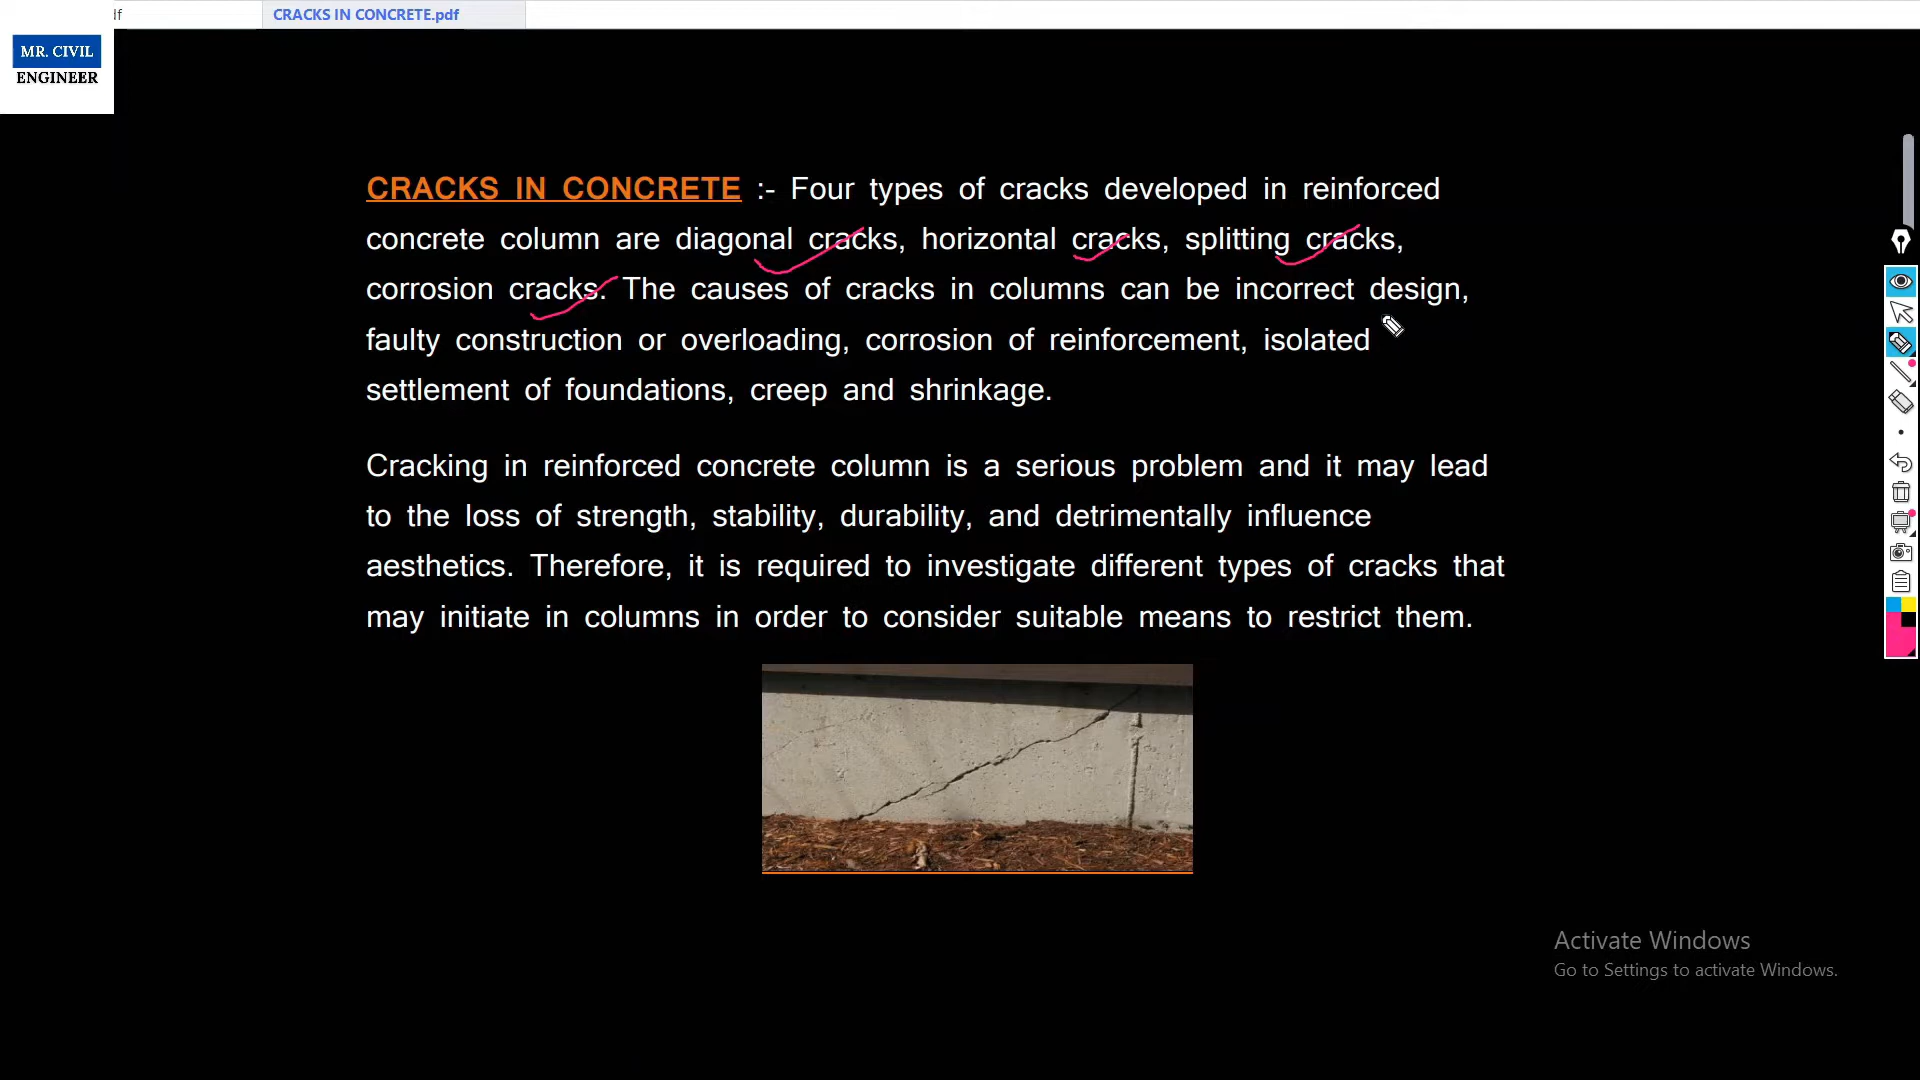 df
CRACKS IN CONCRETE.pdf
MR. CIVIL
ENGINEER
CRACKS IN CONCRETE :- Four types of cracks developed in reinforced
concrete column are diagonal cracks, horizontal cracks, splitting cracks,
corrosion cracks. The causes of cracks in columns can be incorrect design,
faulty construction or overloading, corrosion of reinforcement, isolated
settlement of foundations, creep and shrinkage.
Cracking in reinforced concrete column is a serious problem and it may lead
to the loss of strength, stability, durability, and detrimentally influence
aesthetics. Therefore, it is required to investigate different types of cracks that
may initiate in columns in order to consider suitable means to restrict them.
Activate Windows
Go to Settings to activate Windows.